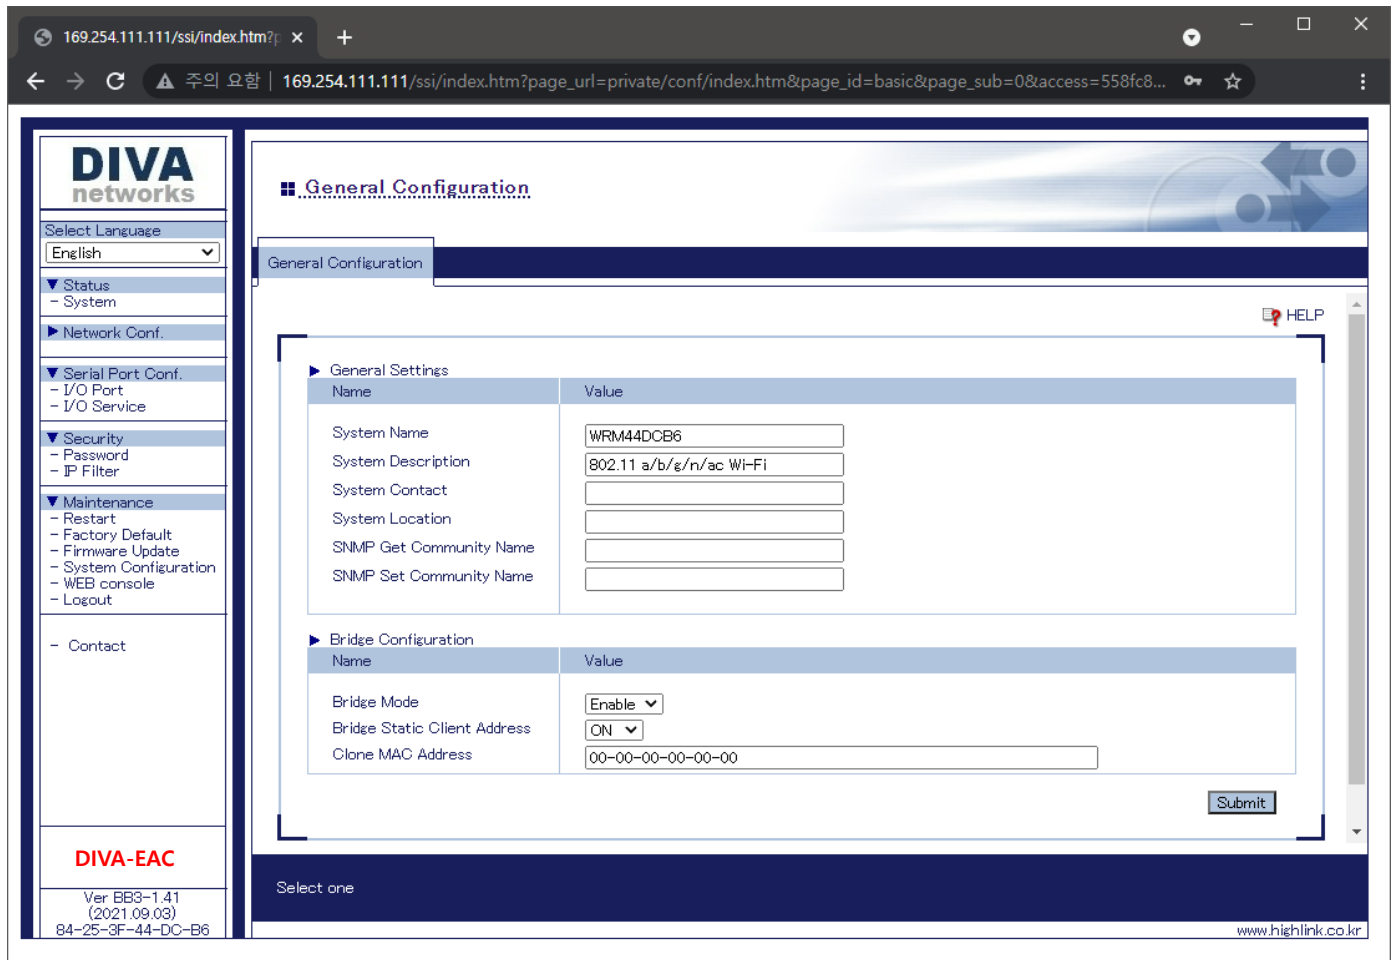 169.254.111.111/ssi/index.htm?p
주의 요함 | 169.254.111.111/ssi/index.htm?page_url=private/conf/index.htm&page_id=basic&page_sub=0&access=558fc8...
DIVA
networks
Select Language
English
▼ Status
- System
▶ Network Conf.
▼ Serial Port Conf.
- I/O Port
- I/O Service
▼ Security
- Password
- IP Filter
▼ Maintenance
- Restart
- Factory Default
- Firmware Update
- System Configuration
- WEB console
- Logout
- Contact
DIVA-EAC
Ver BB3-1.41
(2021.09.03)
84-25-3F-44-DC-B6
General Configuration
General Configuration
HELP
▶ General Settings
Name Value
System Name WRM44DCB6
System Description 802.11 a/b/g/n/ac Wi-Fi
System Contact
System Location
SNMP Get Community Name
SNMP Set Community Name
▶ Bridge Configuration
Name Value
Bridge Mode Enable
Bridge Static Client Address ON
Clone MAC Address 00-00-00-00-00-00
Submit
Select one
www.highlink.co.kr